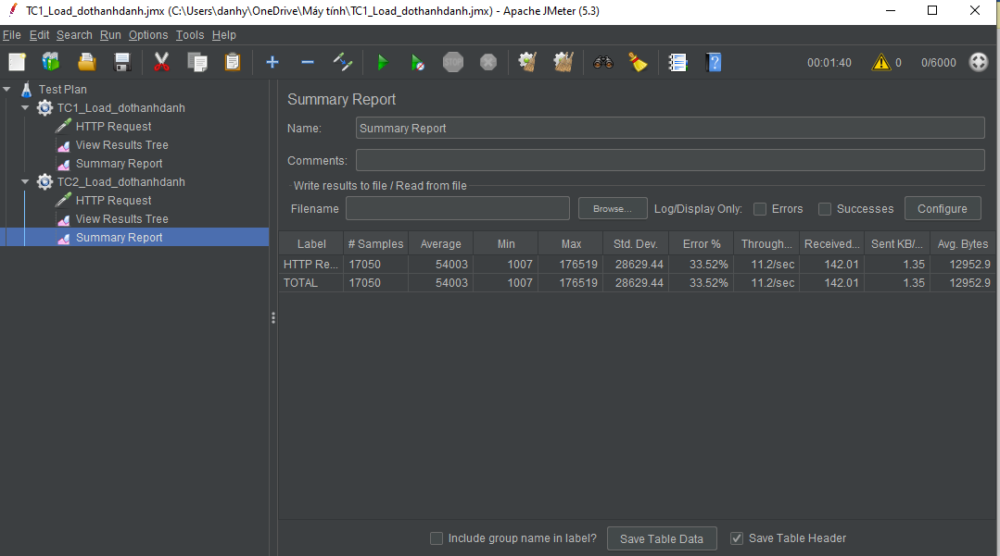 TC1_Load_dothanhdanh.jmx (C:\Users\danhy\OneDrive\Máy tính\TC1_Load_dothanhdanh.jmx) - Apache JMeter (5.3)
File Edit Search Run Options Tools Help
STOP 00:01:40 0 0/6000
Test Plan
TC1_Load_dothanhdanh
HTTP Request
View Results Tree
Summary Report
TC2_Load_dothanhdanh
HTTP Request
View Results Tree
Summary Report
Summary Report
Name: Summary Report
Comments:
Write results to file / Read from file
Filename Browse... Log/Display Only: Errors Successes Configure
Label # Samples Average Min Max Std. Dev. Error % Through... Received... Sent KB/... Avg. Bytes
HTTP Re... 17050 54003 1007 176519 28629.44 33.52% 11.2/sec 142.01 1.35 12952.9
TOTAL 17050 54003 1007 176519 28629.44 33.52% 11.2/sec 142.01 1.35 12952.9
Include group name in label? Save Table Data Save Table Header